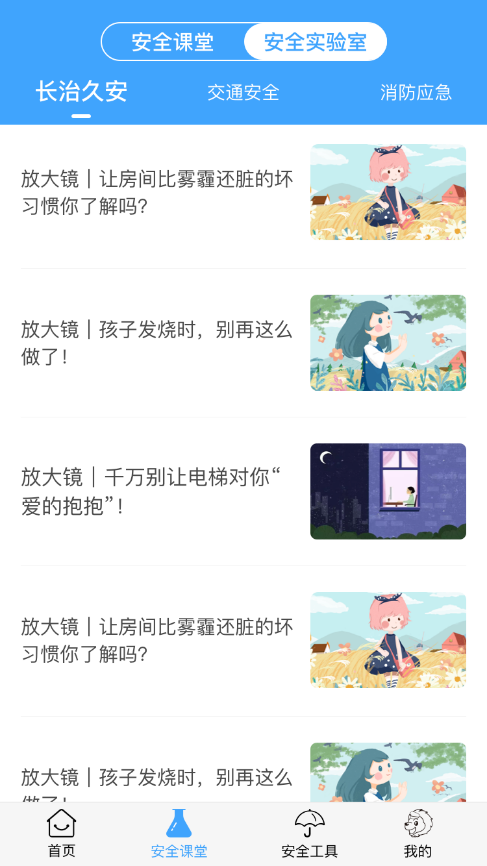 安全课堂 安全实验室
长治久安 交通安全 消防应急
放大镜｜让房间比雾霾还脏的坏
习惯你了解吗？
放大镜｜孩子发烧时，别再这么
做了！
放大镜｜千万别让电梯对你“
爱的抱抱”！
放大镜｜让房间比雾霾还脏的坏
习惯你了解吗？
放大镜｜孩子发烧时，别再这么
做了！
首页 安全课堂 安全工具 我的